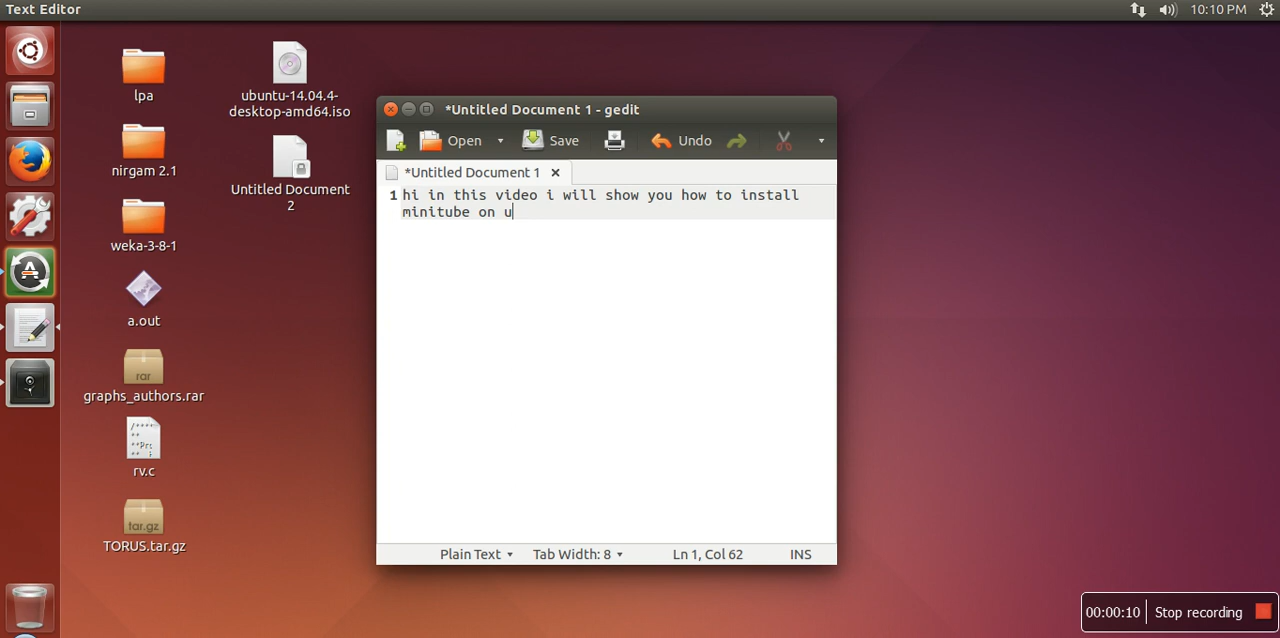 Text Editor
10:10 PM
lpa
ubuntu-14.04.4-
desktop-amd64.iso
nirgam 2.1
Untitled Document
2
weka-3-8-1
a.out
rar
graphs_authors.rar
rv.c
tar.gz
TORUS.tar.gz
*Untitled Document 1 - gedit
Open
Save
Undo
*Untitled Document 1
1 hi in this video i will show you how to install
minitube on u
Plain Text
Tab Width: 8
Ln 1, Col 62
INS
00:00:10
Stop recording